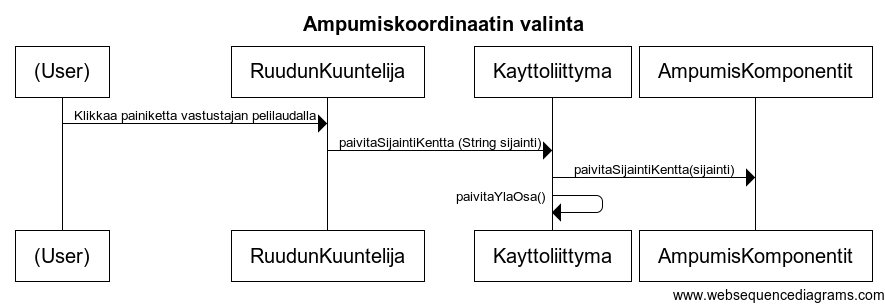 Ampumiskoordinaatin valinta
(User)
RuudunKuuntelija
Kayttoliittyma
AmpumisKomponentit
Klikkaa painiketta vastustajan pelilaudalla
paivitaSijaintiKentta (String sijainti)
paivitaSijaintiKentta(sijainti)
paivitaYlaOsa()
(User)
RuudunKuuntelija
Kayttoliittyma
AmpumisKomponentit
www.websequencediagrams.com